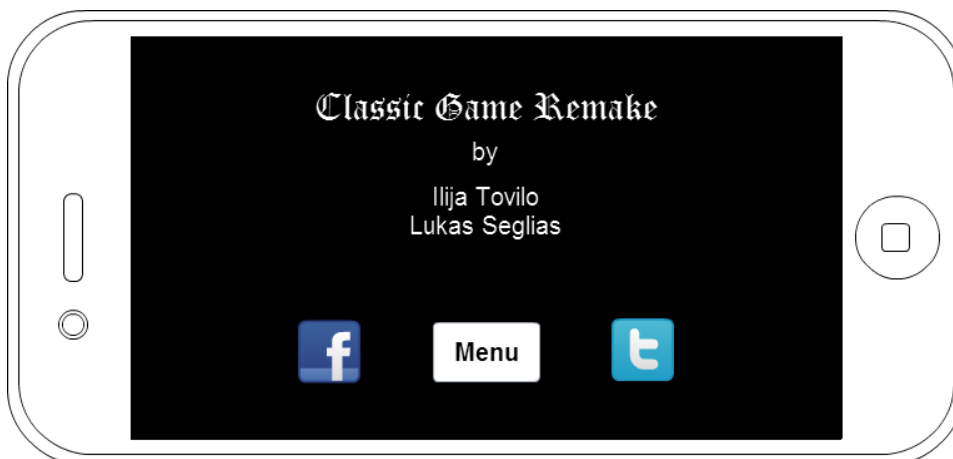 Classic Game Remake
by
Ilija Tovilo
Lukas Seglias
f Menu t